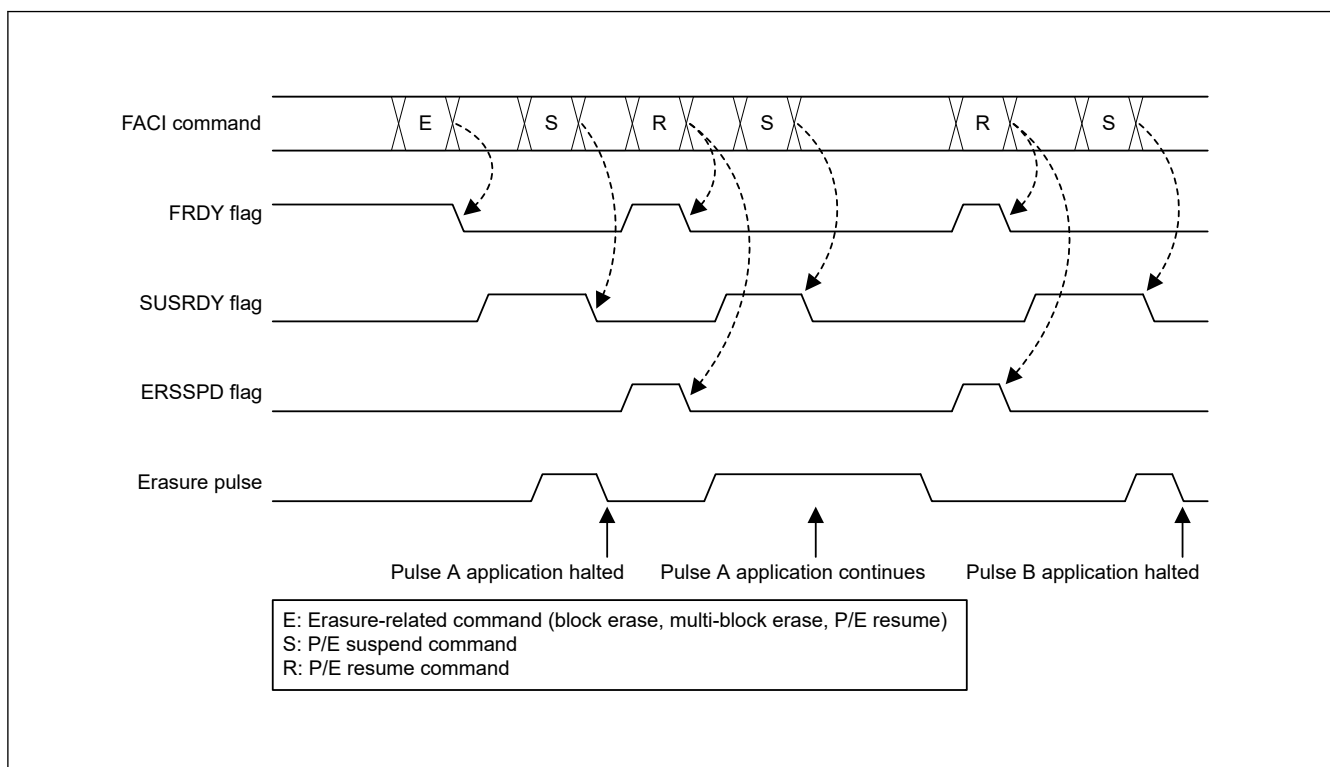 FACI command
E S R S R S
FRDY flag
SUSRDY flag
ERSSPD flag
Erasure pulse
Pulse A application halted Pulse A application continues Pulse B application halted
E: Erasure-related command (block erase, multi-block erase, P/E resume)
S: P/E suspend command
R: P/E resume command